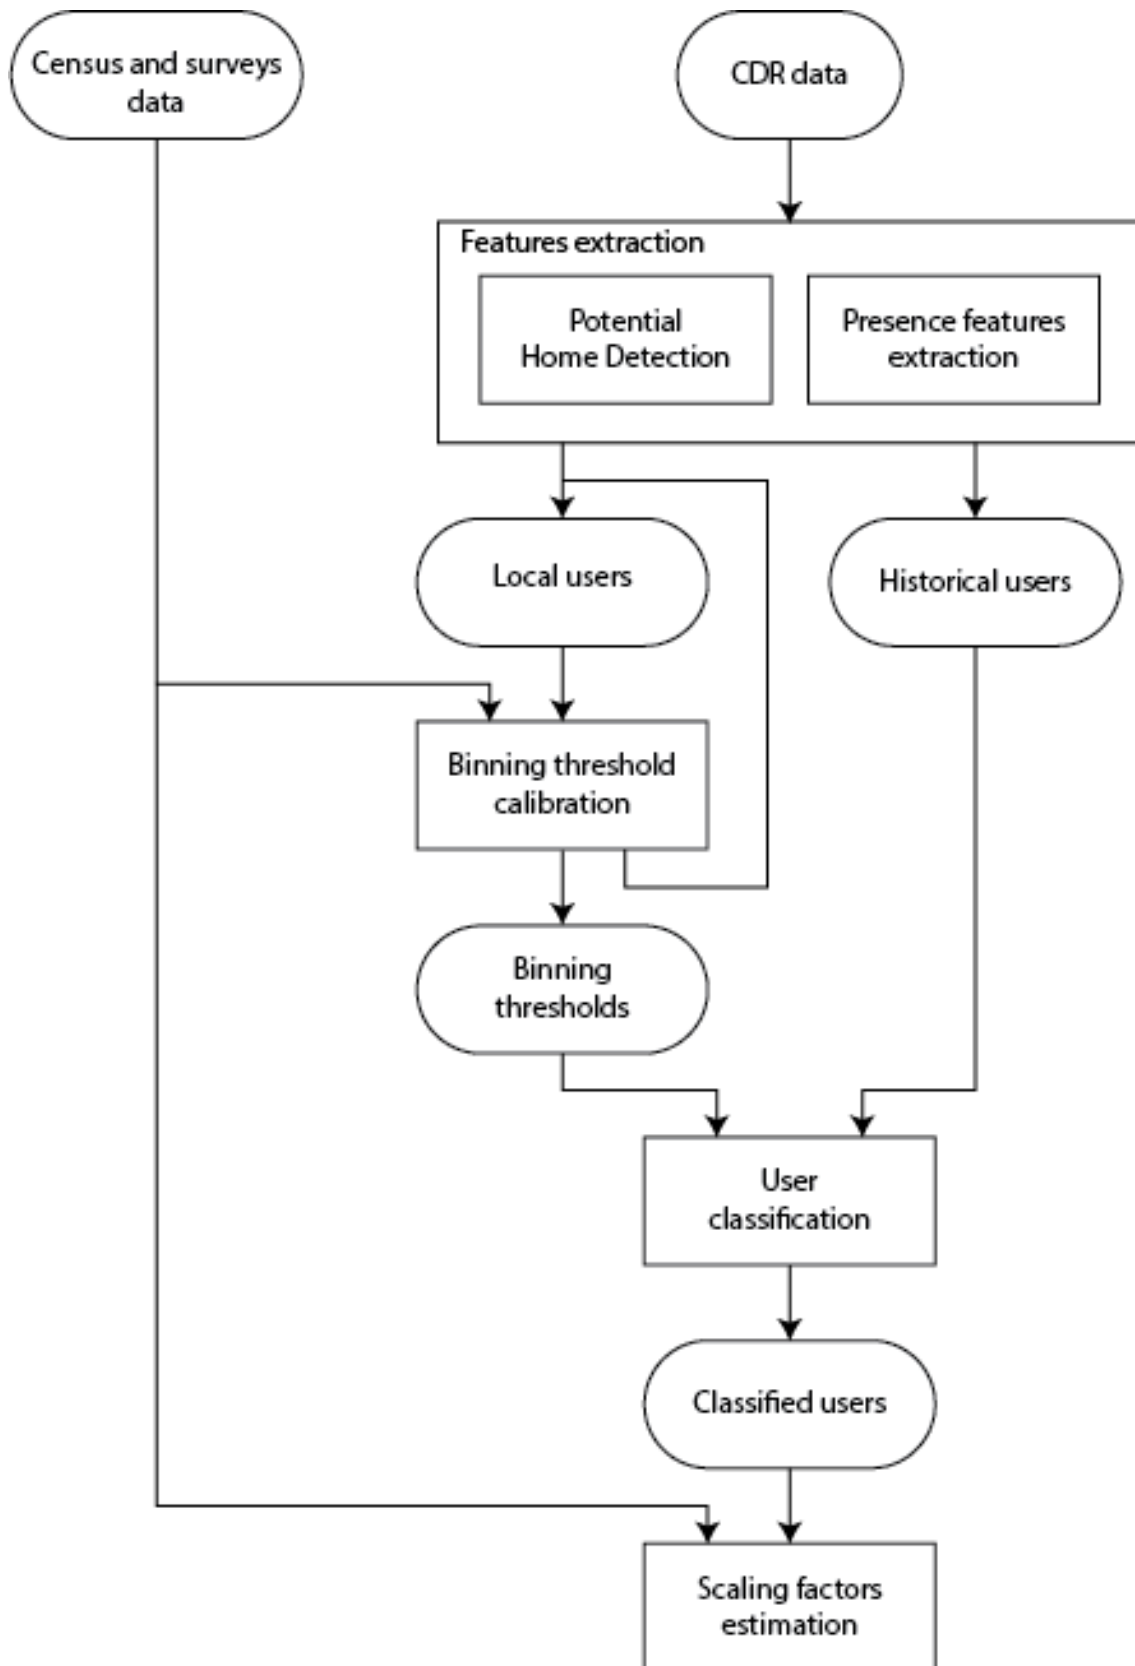 Census and surveys
data
CDR data
Features extraction
Potential
Home Detection
Presence features
extraction
Local users
Historical users
Binning threshold
calibration
Binning
thresholds
User
classification
Classified users
Scaling factors
estimation